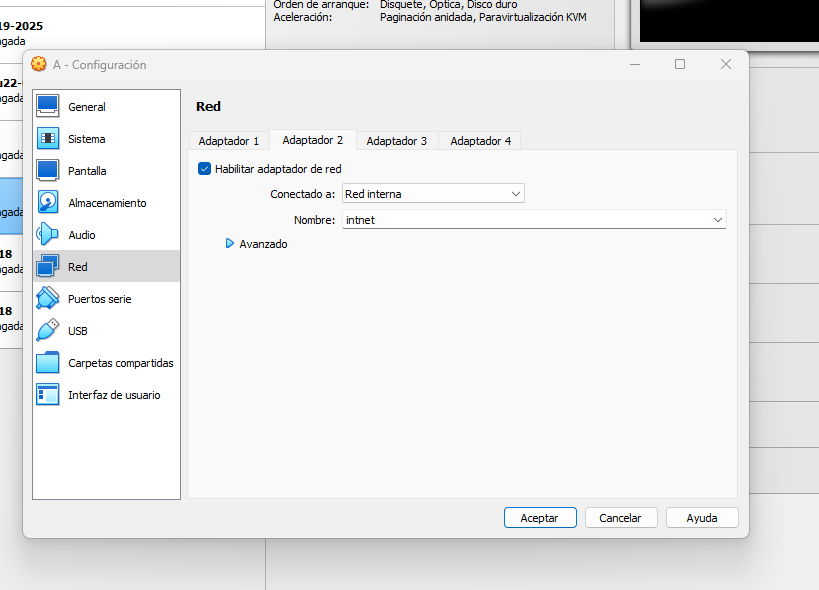 Orden de arranque: Disquete, Óptica, Disco duro
Aceleración: Paginación anidada, Paravirtualización KVM
19-2025
gada
u22-
gada
gada
gada
18
gada
18
gada
A - Configuración
General
Sistema
Pantalla
Almacenamiento
Audio
Red
Puertos serie
USB
Carpetas compartidas
Interfaz de usuario
Red
Adaptador 1 Adaptador 2 Adaptador 3 Adaptador 4
Habilitar adaptador de red
Conectado a: Red interna
Nombre: intnet
Avanzado
Aceptar Cancelar Ayuda